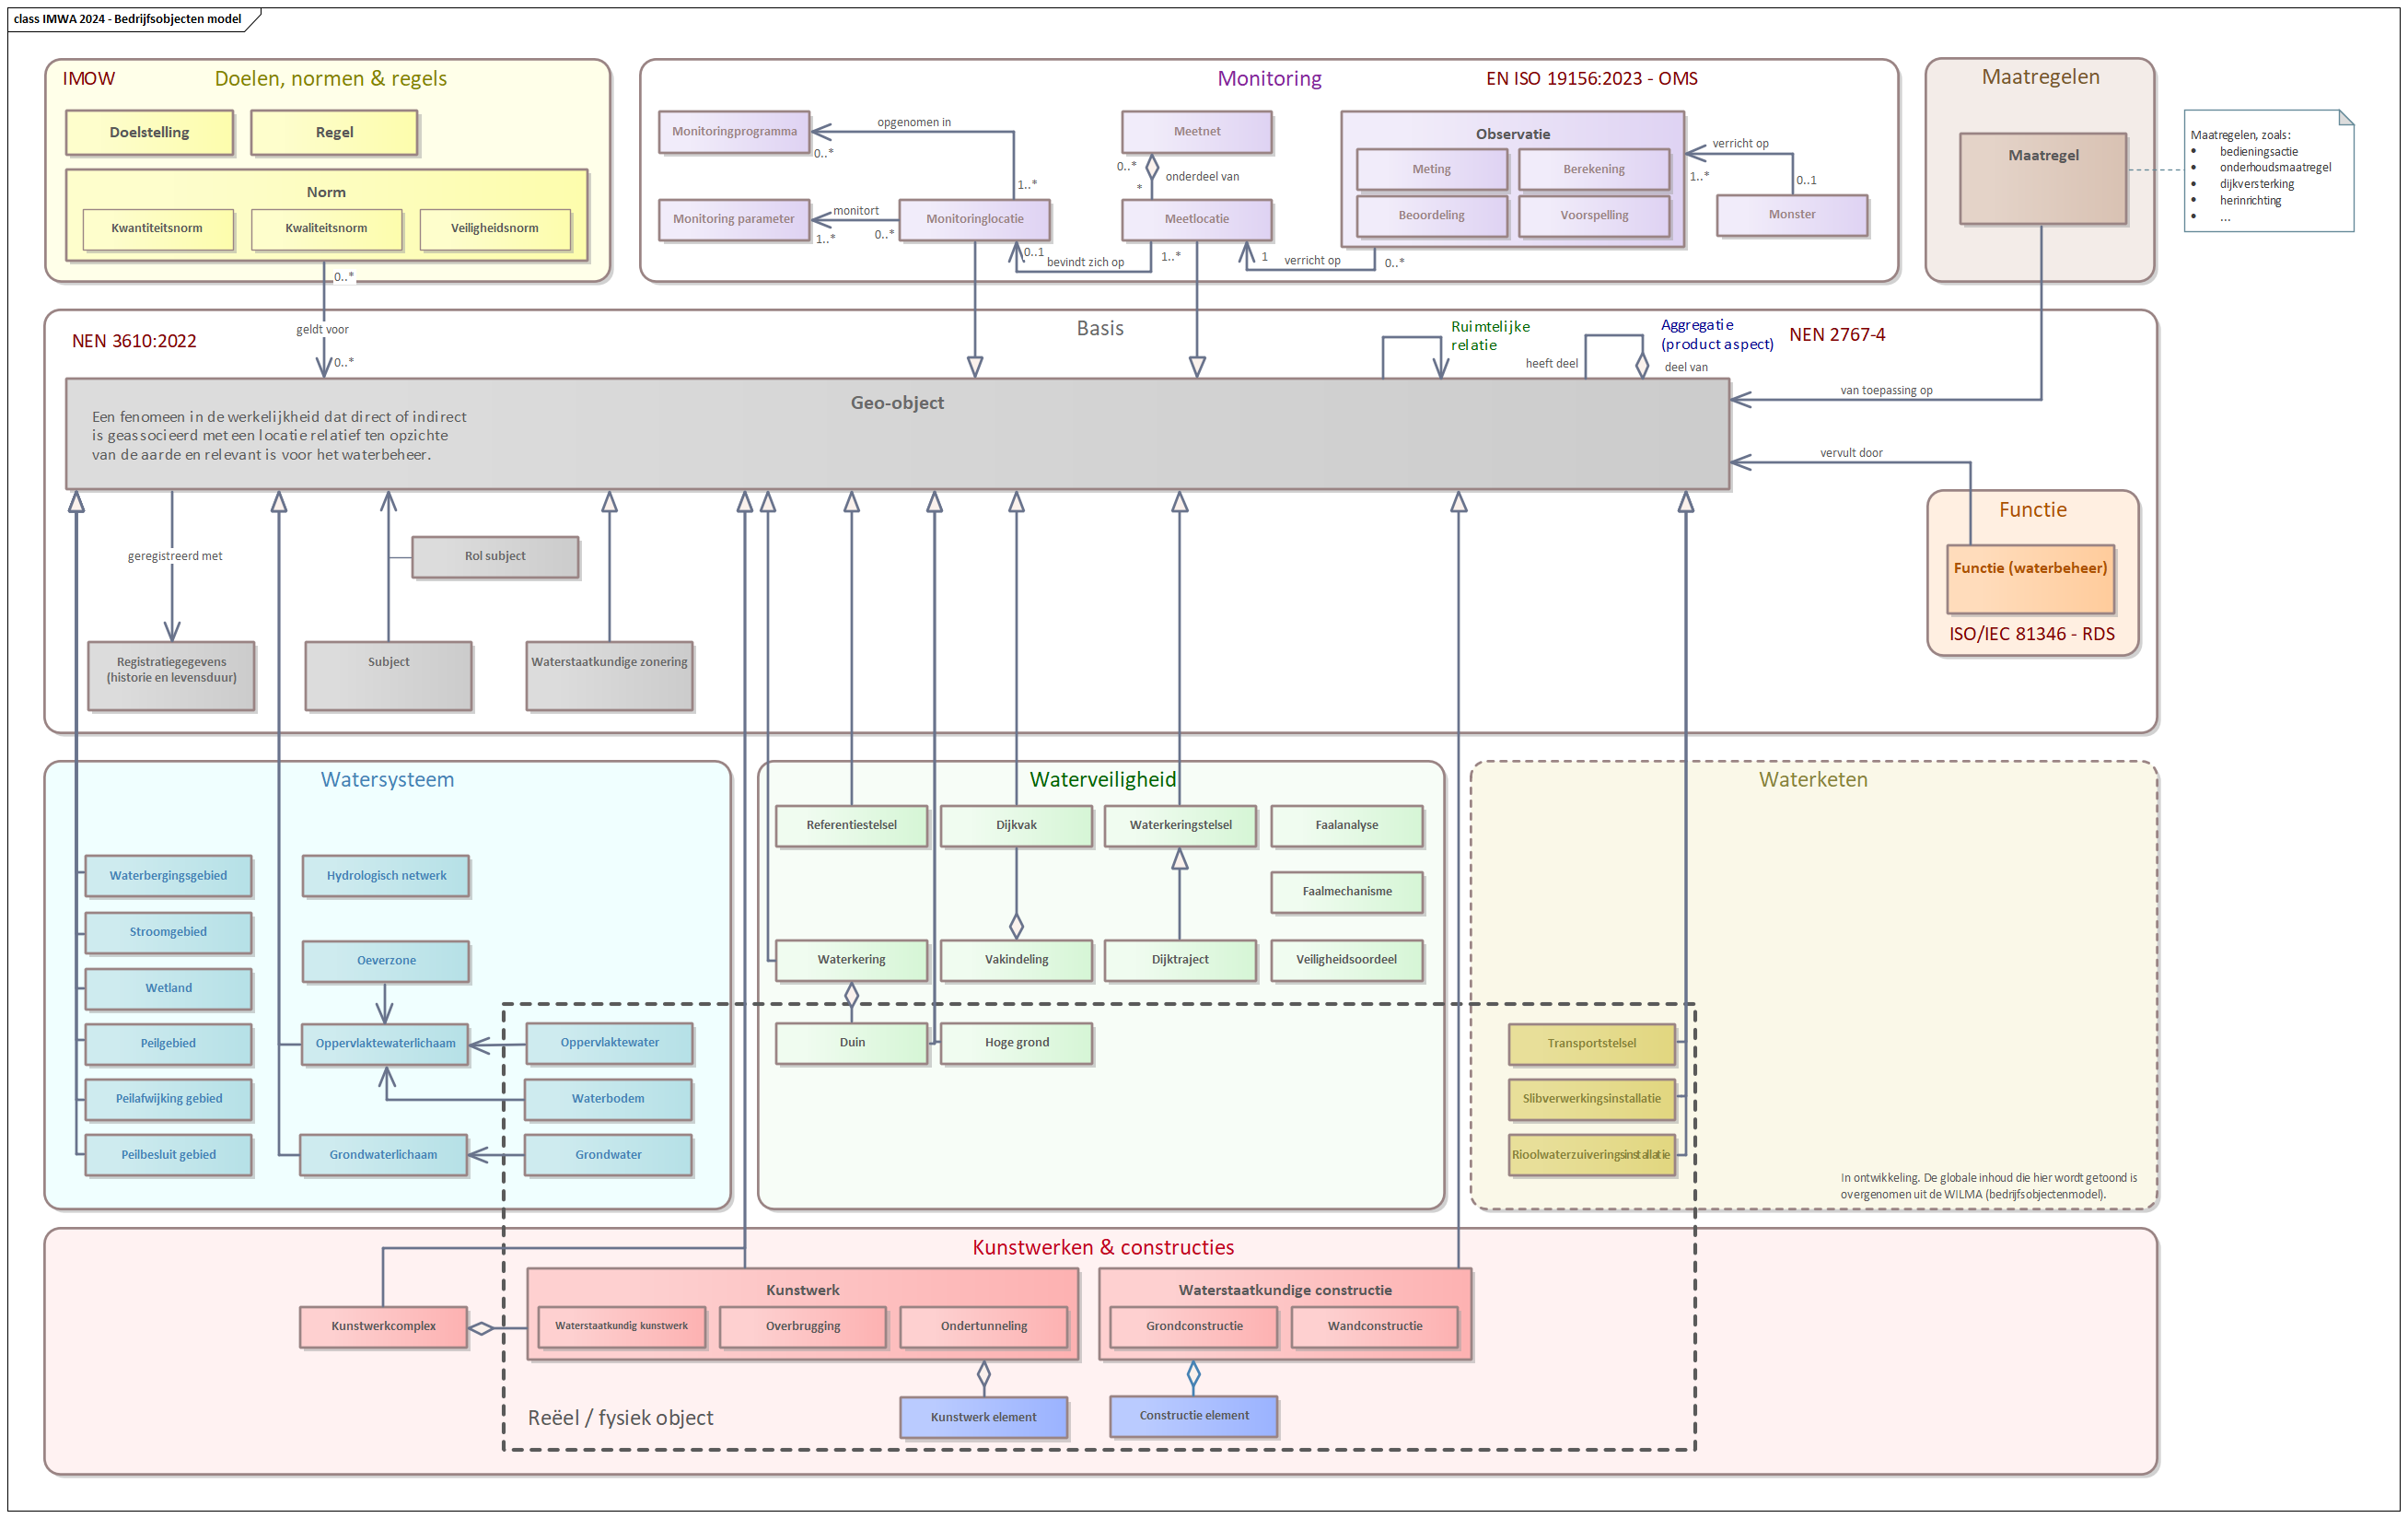 class IMWA 2024 - Bedrijfsobjecten model
IMOW
Doelen, normen & regels
Doelstelling
Regel
Norm
Kwantiteitsnorm
Kwaliteitsnorm
Veiligheidsnorm
0..*
geldt voor
0..*
Monitoring
EN ISO 19156:2023 - OMS
Monitoringprogramma
opgenomen in
0..*
1..*
Monitoring parameter
monitort
1..*
0..*
Monitoringlocatie
Meetnet
0..*
onderdeel van
*
Meetlocatie
0..1
bevindt zich op
1..*
1
verricht op
0..*
Observatie
Meting
Berekening
Beoordeling
Voorspelling
verricht op
1..*
0..1
Monster
Maatregelen
Maatregel
Maatregelen, zoals:
• bedieningsactie
• onderhoudsmaatregel
• dijkversterking
• herinrichting
• ...
NEN 3610:2022
Basis
Ruimtelijke
relatie
Aggregatie
(product aspect)
NEN 2767-4
heeft deel
deel van
van toepassing op
Geo-object
Een fenomeen in de werkelijkheid dat direct of indirect
is geassocieerd met een locatie relatief ten opzichte
van de aarde en relevant is voor het waterbeheer.
vervult door
geregistreerd met
Rol subject
Functie
Functie (waterbeheer)
ISO/IEC 81346 - RDS
Registratiegegevens
(historie en levensduur)
Subject
Waterstaatkundige zonering
Watersysteem
Waterbergingsgebied
Hydrologisch netwerk
Stroomgebied
Oeverzone
Wetland
Peilgebied
Oppervlaktewaterlichaam
Oppervlaktewater
Peilafwijking gebied
Waterbodem
Peilbesluit gebied
Grondwaterlichaam
Grondwater
Waterveiligheid
Referentiestelsel
Dijkvak
Waterkeringstelsel
Faalanalyse
Faalmechanisme
Waterkering
Vakindeling
Dijktraject
Veiligheidsoordeel
Duin
Hoge grond
Waterketen
Transportstelsel
Slibverwerkingsinstallatie
Rioolwaterzuiveringsinstallatie
In ontwikkeling. De globale inhoud die hier wordt getoond is
overgenomen uit de WILMA (bedrijfsobjectenmodel).
Kunstwerken & constructies
Kunstwerkcomplex
Kunstwerk
Waterstaatkundig kunstwerk
Overbrugging
Ondertunneling
Waterstaatkundige constructie
Grondconstructie
Wandconstructie
Reëel / fysiek object
Kunstwerk element
Constructie element